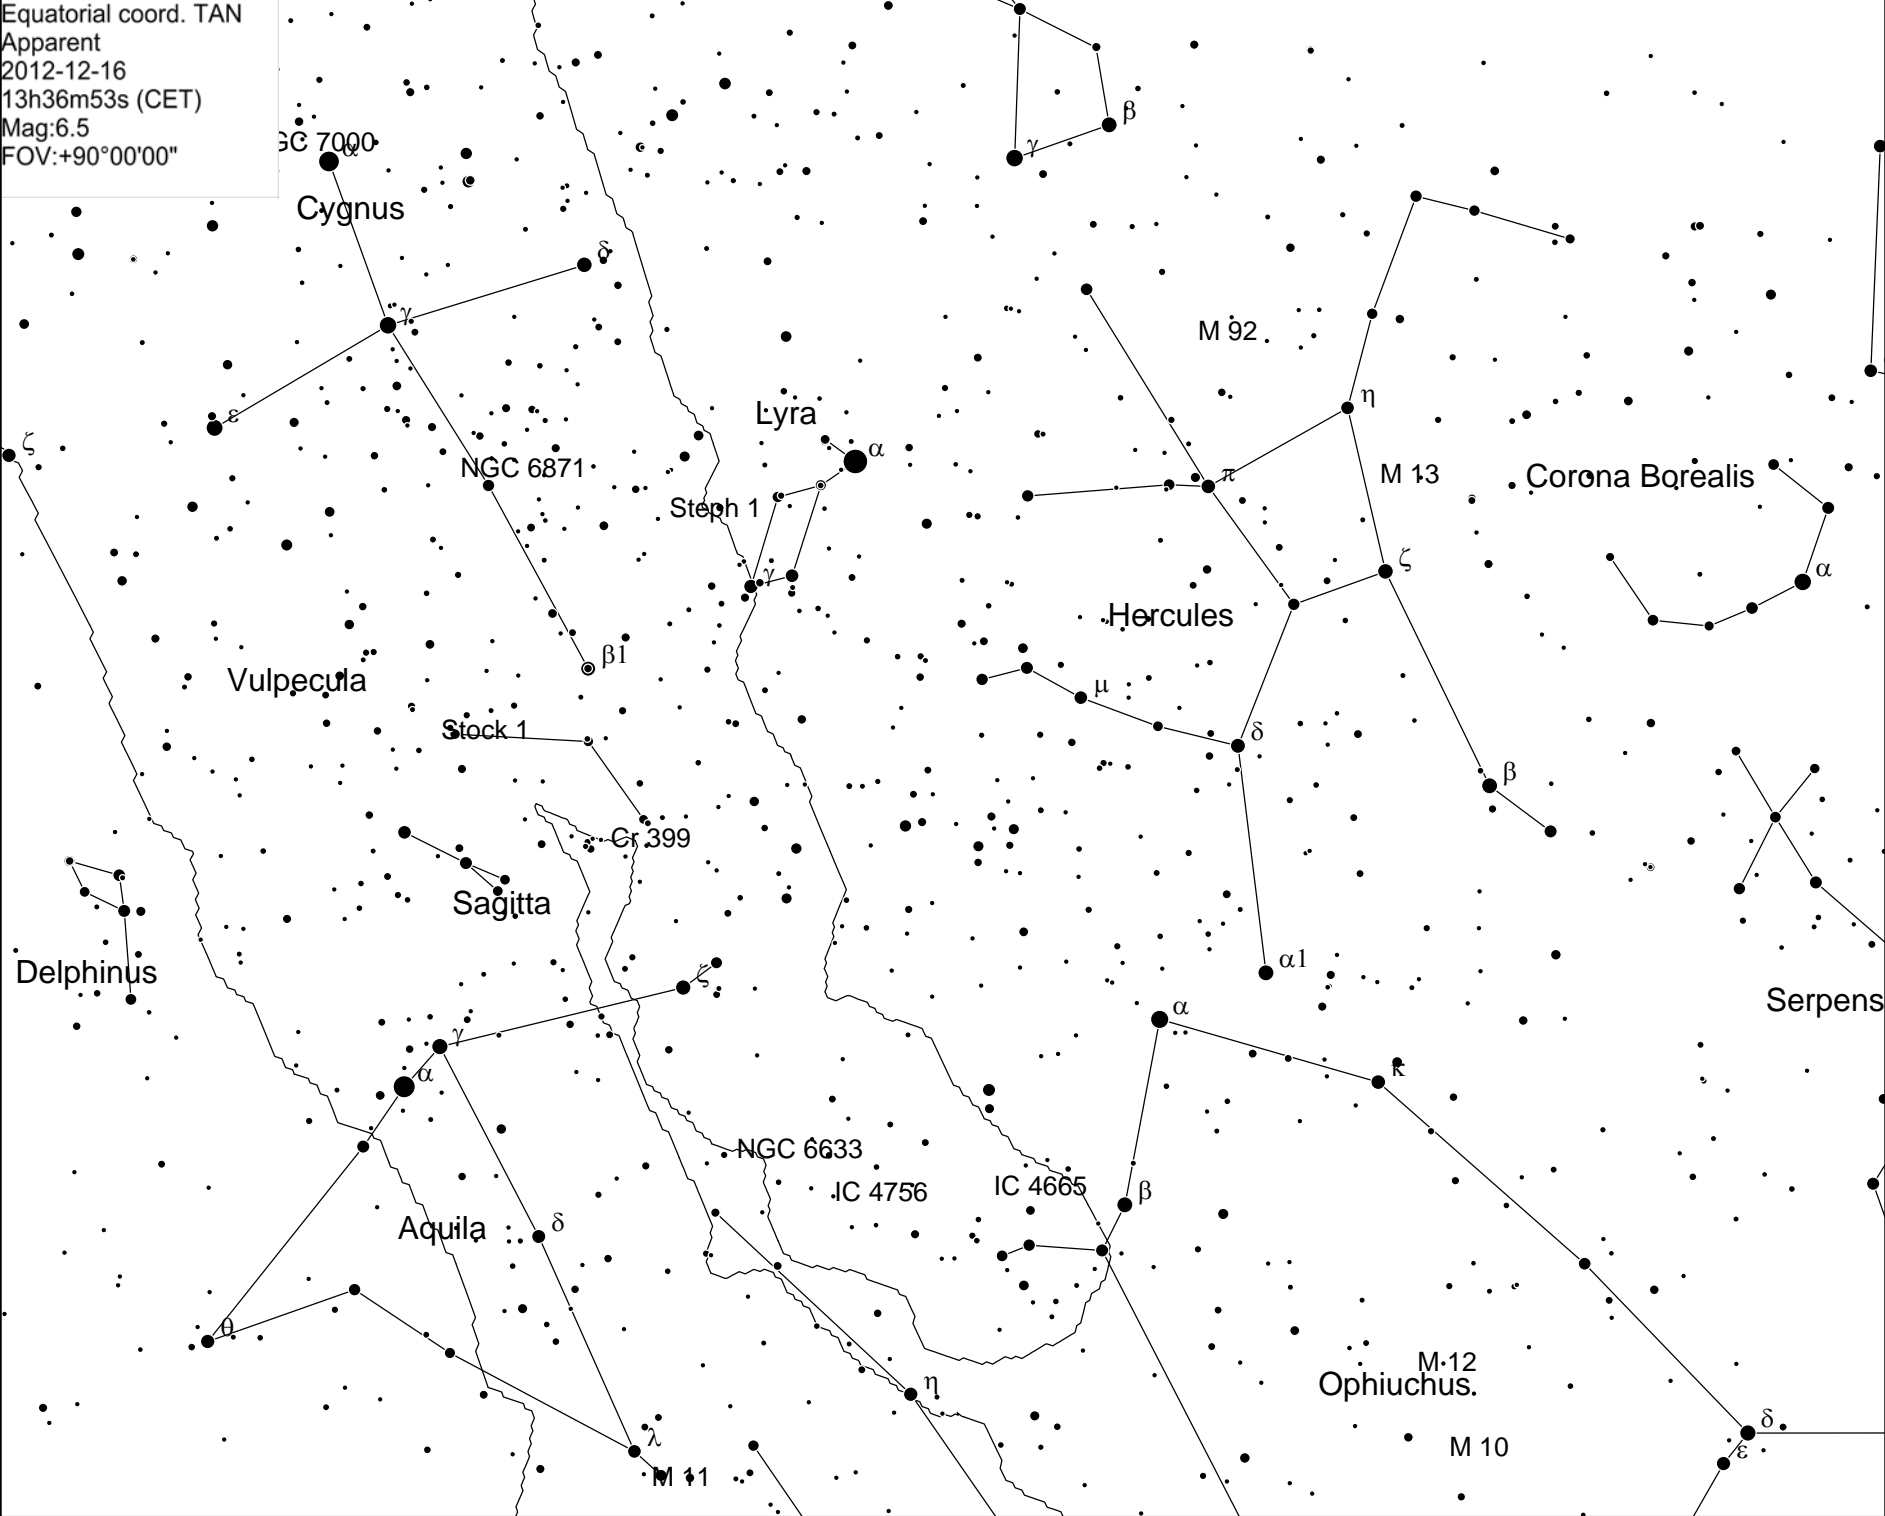 Equatorial coord. TAN
Apparent
2012-12-16
13h36m53s (CET)
Mag:6.5
FOV:+90°00'00"
GC 7000
α
Cygnus
β
γ
δ
γ
ε
ζ
NGC 6871
Lyra
α
Steph 1
γ
M 92
η
π
M 13
Corona Borealis
ζ
α
Hercules
β1
Vulpecula
μ
Stock 1
δ
β
Cr 399
Sagitta
Delphinus
ζ
α1
Serpens
α
γ
α
κ
NGC 6633
IC 4756
IC 4665
β
Aquila
δ
θ
M 12
Ophiuchus
η
δ
λ
M 10
ε
M 11